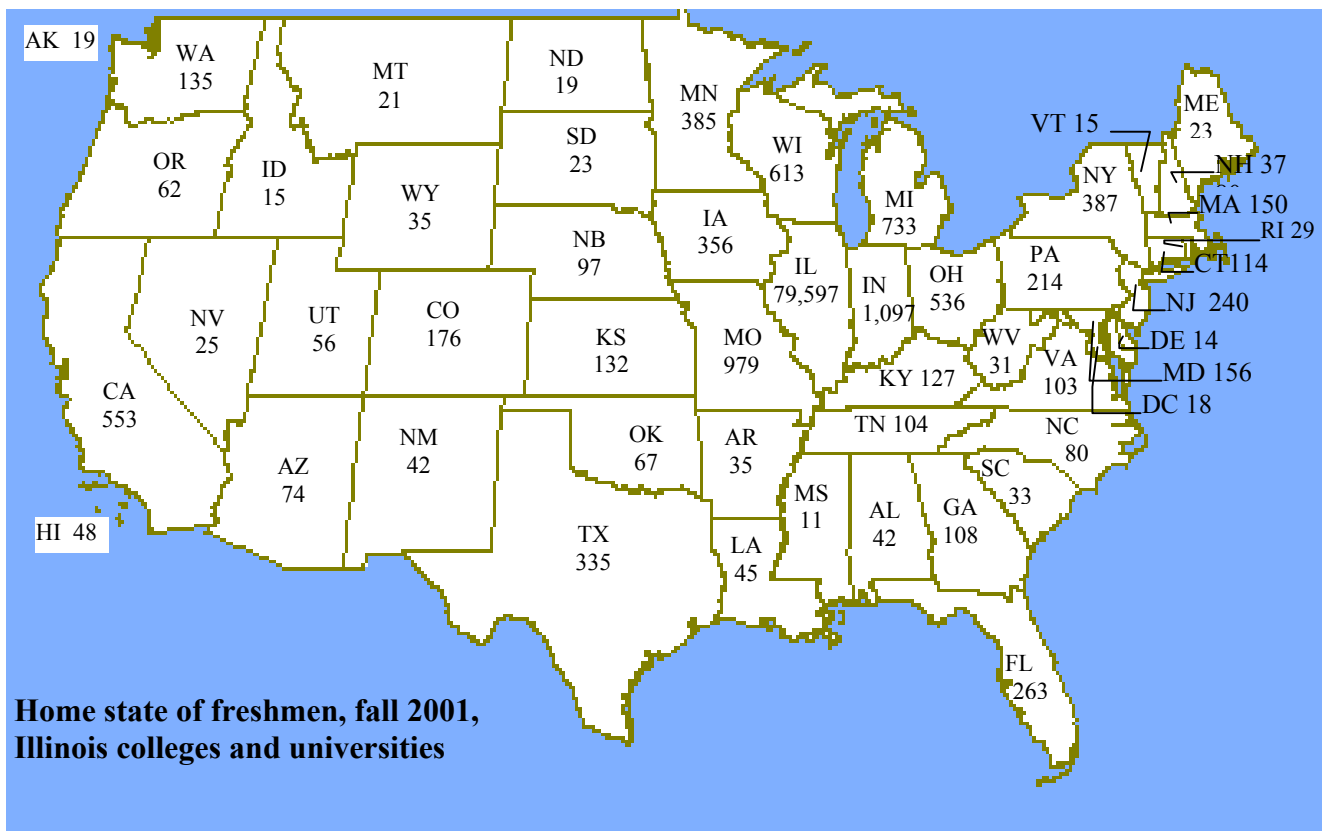 AK 19
WA
135
MT
21
ND
19
MN
385
ME
23
VT 15
OR
62
ID
15
WY
35
SD
23
WI
613
MI
733
NY
387
NH 37
MA 150
RI 29
CT114
NJ 240
DE 14
MD 156
DC 18
NB
97
IA
356
IL
79,597
IN
1,097
OH
536
PA
214
CA
553
NV
25
UT
56
CO
176
KS
132
MO
979
KY 127
WV
31
VA
103
AZ
74
NM
42
OK
67
AR
35
TN 104
NC
80
SC
33
MS
11
AL
42
GA
108
HI 48
TX
335
LA
45
FL
263
Home state of freshmen, fall 2001,
Illinois colleges and universities